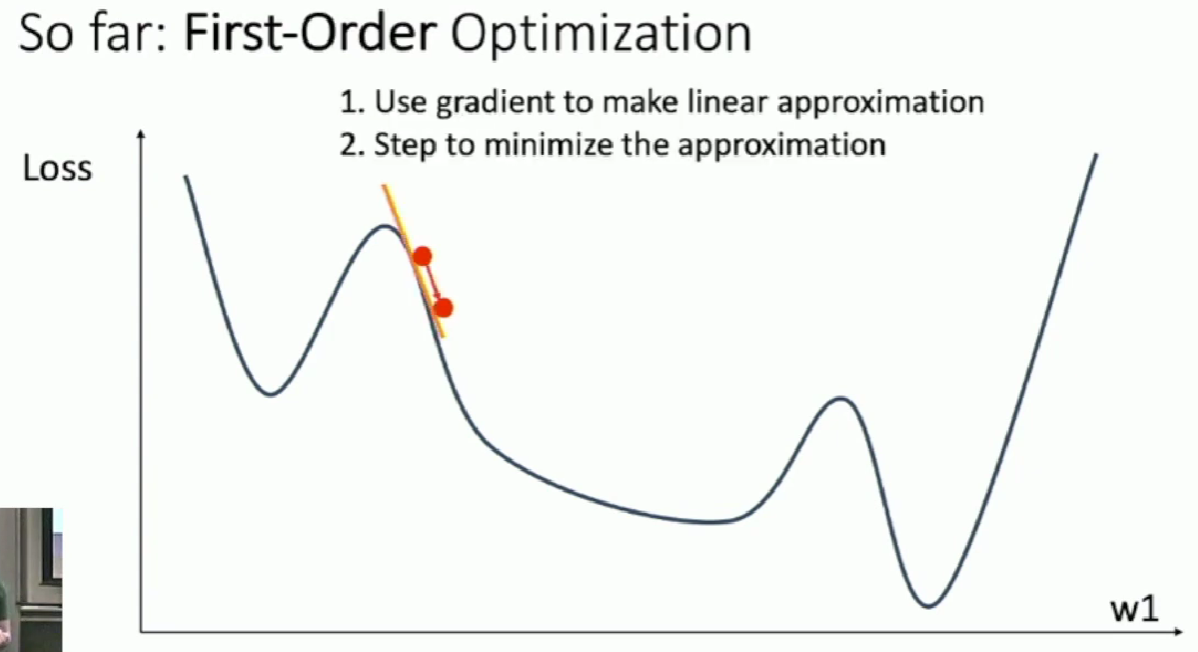 So far: First-Order Optimization
1. Use gradient to make linear approximation
2. Step to minimize the approximation
Loss
w1